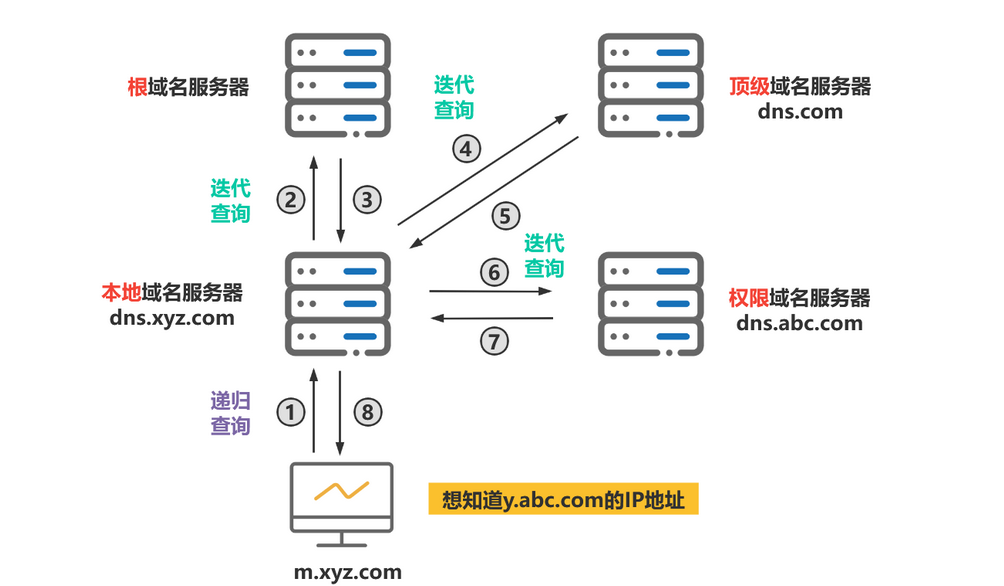 根域名服务器
迭代
查询
顶级域名服务器
dns.com
④
迭代
查询
②
③
⑤
迭代
查询
本地域名服务器
dns.xyz.com
⑥
权限域名服务器
dns.abc.com
⑦
递归
查询
①
⑧
想知道y.abc.com的IP地址
m.xyz.com